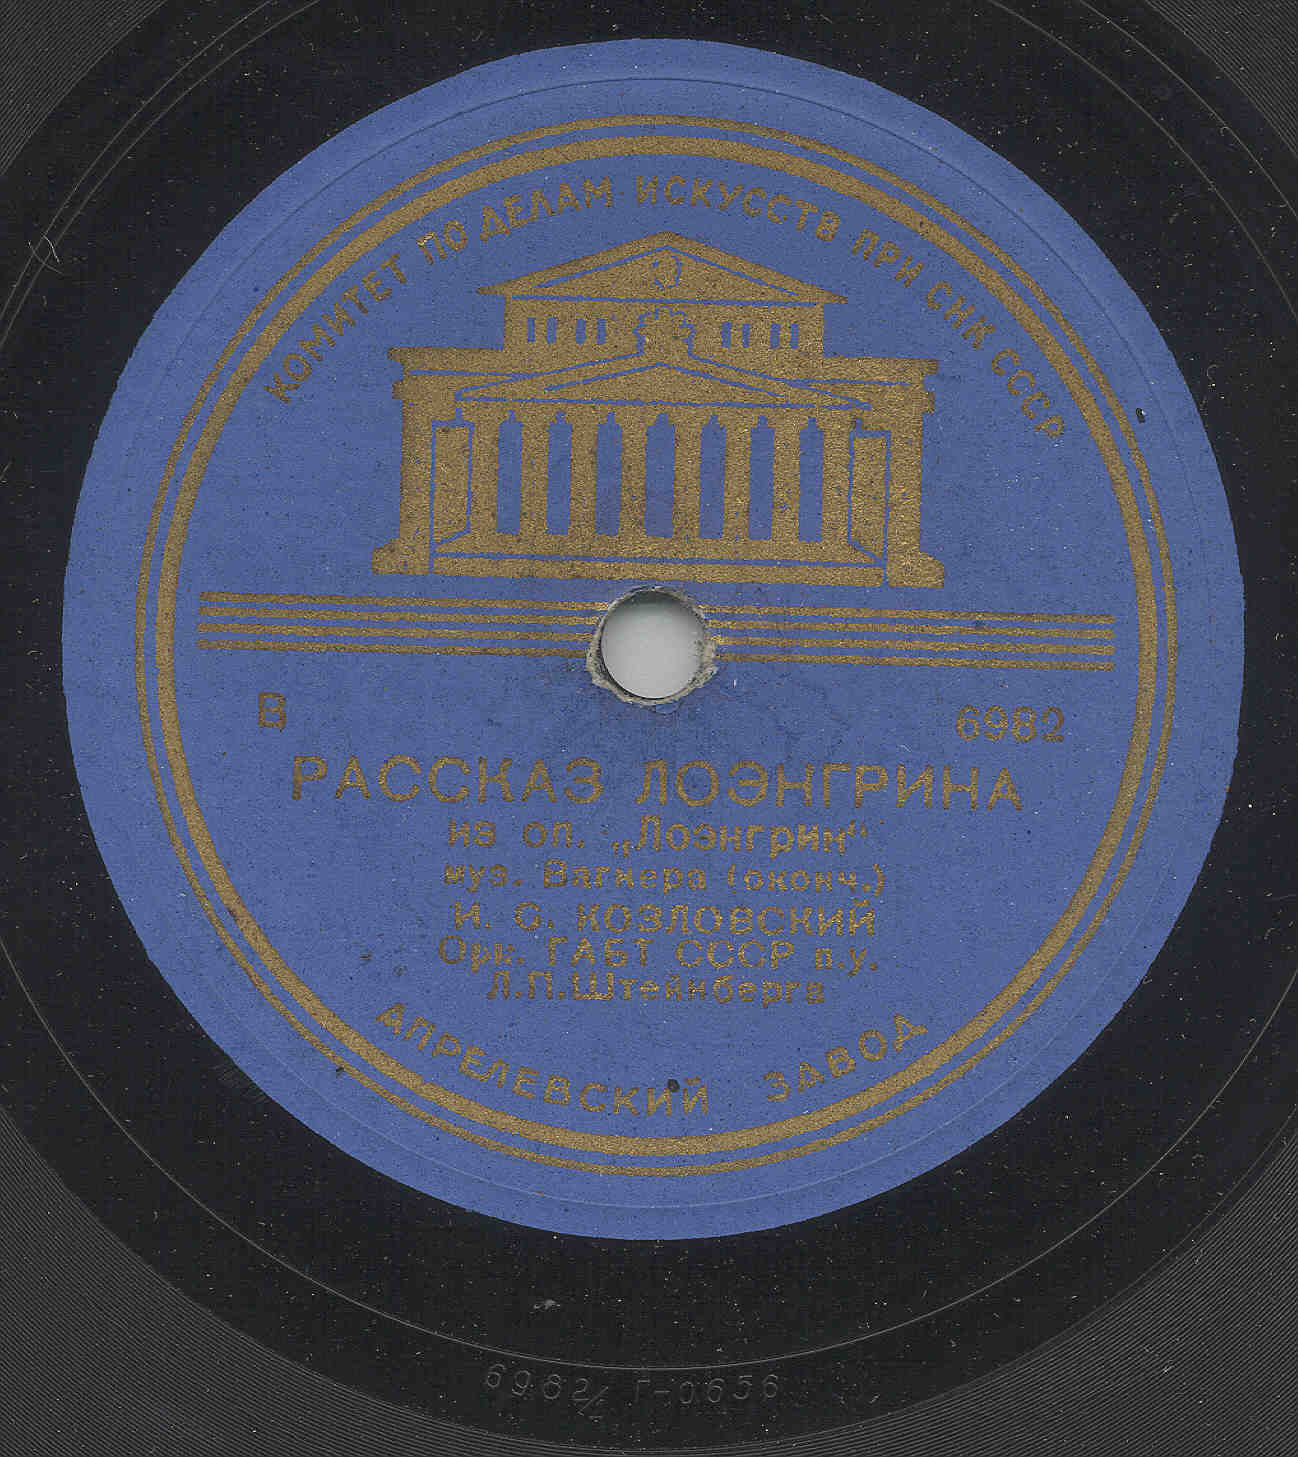 КОМИТЕТ ПО ДЕЛАМ ИСКУССТВ ПРИ СНК СССР
В 6982
РАССКАЗ ЛОЭНГРИНА
из оп. „Лоэнгрин“
муз. Вагнера (оконч.)
И. С. КОЗЛОВСКИЙ
Орк. ГАБТ СССР п.у.
Л.П.Штейнберга
АПРЕЛЕВСКИЙ ЗАВОД
6982/2 Г-0656